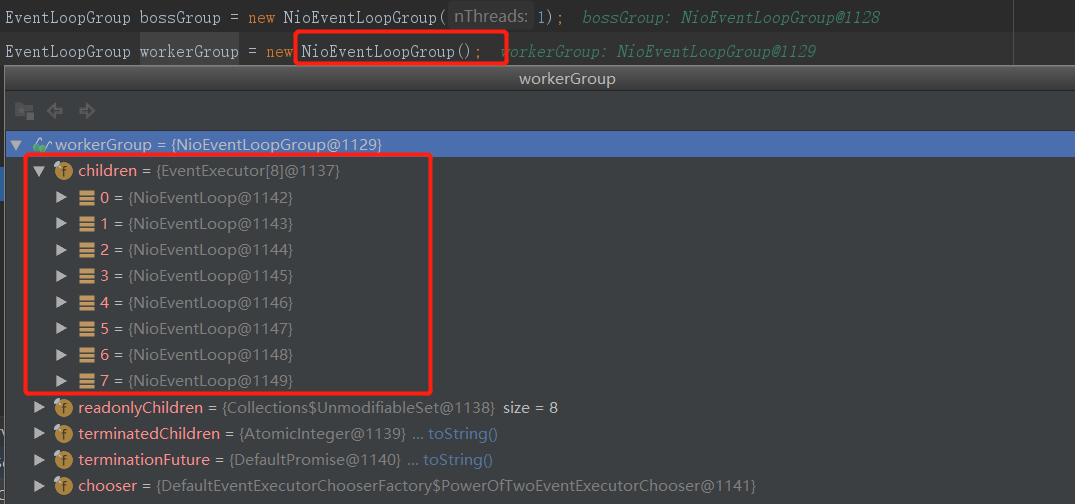 EventLoopGroup bossGroup = new NioEventLoopGroup( nThreads: 1); bossGroup: NioEventLoopGroup@1128
EventLoopGroup workerGroup = new NioEventLoopGroup(); workerGroup: NioEventLoopGroup@1129
workerGroup
workerGroup = {NioEventLoopGroup@1129}
children = {EventExecutor[8]@1137}
0 = {NioEventLoop@1142}
1 = {NioEventLoop@1143}
2 = {NioEventLoop@1144}
3 = {NioEventLoop@1145}
4 = {NioEventLoop@1146}
5 = {NioEventLoop@1147}
6 = {NioEventLoop@1148}
7 = {NioEventLoop@1149}
readonlyChildren = {Collections$UnmodifiableSet@1138} size = 8
terminatedChildren = {AtomicInteger@1139} ... toString()
terminationFuture = {DefaultPromise@1140} ... toString()
chooser = {DefaultEventExecutorChooserFactory$PowerOfTwoEventExecutorChooser@1141}